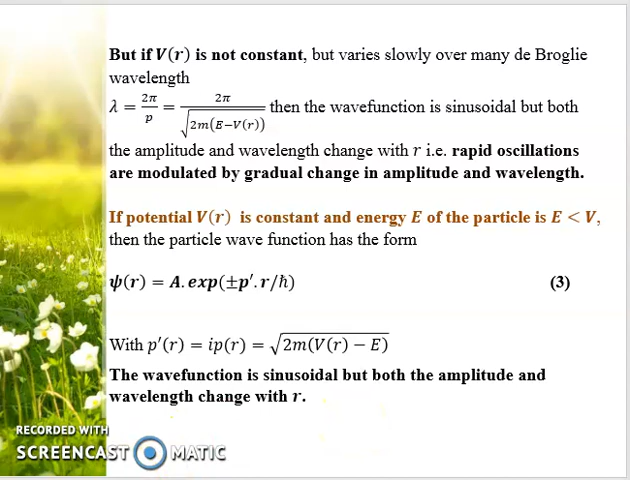 But if V(r) is not constant, but varies slowly over many de Broglie
wavelength
λ = 2π/p = 2π/√(2m(E−V(r))) then the wavefunction is sinusoidal but both
the amplitude and wavelength change with r i.e. rapid oscillations
are modulated by gradual change in amplitude and wavelength.
If potential V(r) is constant and energy E of the particle is E < V,
then the particle wave function has the form
ψ(r) = A.exp(±p′.r/ħ) (3)
With p′(r) = ip(r) = √(2m(V(r) − E)
The wavefunction is sinusoidal but both the amplitude and
wavelength change with r.
RECORDED WITH
SCREENCAST MATIC